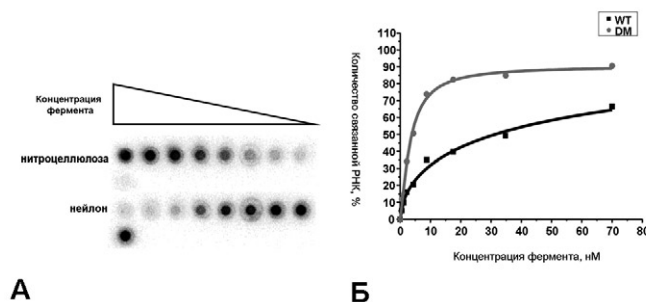 Концентрация
фермента
нитроцеллюлоза
нейлон
А
WT
DM
Количество связанной РНК, %
110
100
90
80
70
60
50
40
30
20
10
0
0 10 20 30 40 50 60 70 80
Концентрация фермента, нМ
Б